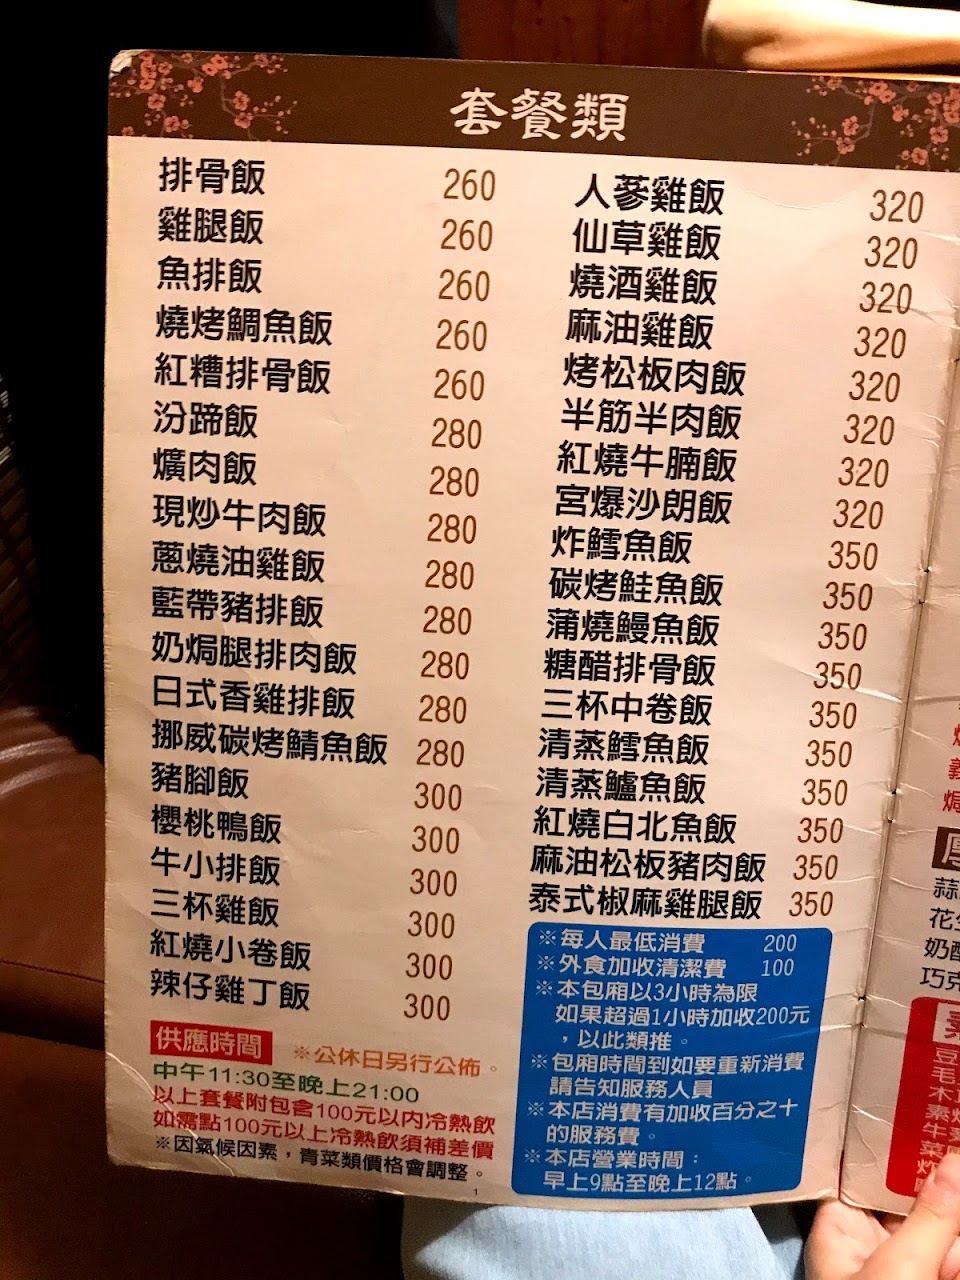 套餐類
排骨飯 260
雞腿飯 260
魚排飯 260
燒烤鯛魚飯 260
紅糟排骨飯 260
汾蹄飯 280
爌肉飯 280
現炒牛肉飯 280
蔥燒油雞飯 280
藍帶豬排飯 280
奶焗腿排肉飯 280
日式香雞排飯 280
挪威碳烤鯖魚飯 280
豬腳飯 300
櫻桃鴨飯 300
牛小排飯 300
三杯雞飯 300
紅燒小卷飯 300
辣仔雞丁飯 300
供應時間 ※公休日另行公佈。
中午11:30至晚上21:00
以上套餐附包含100元以內冷熱飲
如需點100元以上冷熱飲須補差價
※因氣候因素，青菜類價格會調整。
1
人蔘雞飯 320
仙草雞飯 320
燒酒雞飯 320
麻油雞飯 320
烤松板肉飯 320
半筋半肉飯 320
紅燒牛腩飯 320
宮爆沙朗飯 320
炸鱈魚飯 350
碳烤鮭魚飯 350
蒲燒鰻魚飯 350
糖醋排骨飯 350
三杯中卷飯 350
清蒸鱈魚飯 350
清蒸鱸魚飯 350
紅燒白北魚飯 350
麻油松板豬肉飯 350
泰式椒麻雞腿飯 350
※每人最低消費 200
※外食加收清潔費 100
※本包廂以3小時為限
如果超過1小時加收200元
，以此類推。
※包廂時間到如要重新消費
請告知服務人員
※本店消費有加收百分之十
的服務費。
※本店營業時間：
早上9點至晚上12點。
義
焗
蒜
花
奶
巧克
豆
毛
木
素
牛
菜
炸